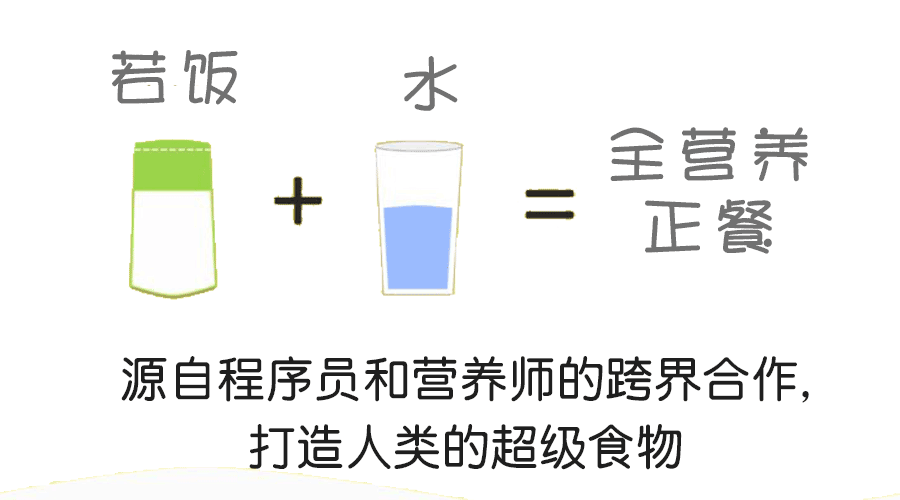 若饭
水
+
=
全营养
正餐
源自程序员和营养师的跨界合作,
打造人类的超级食物